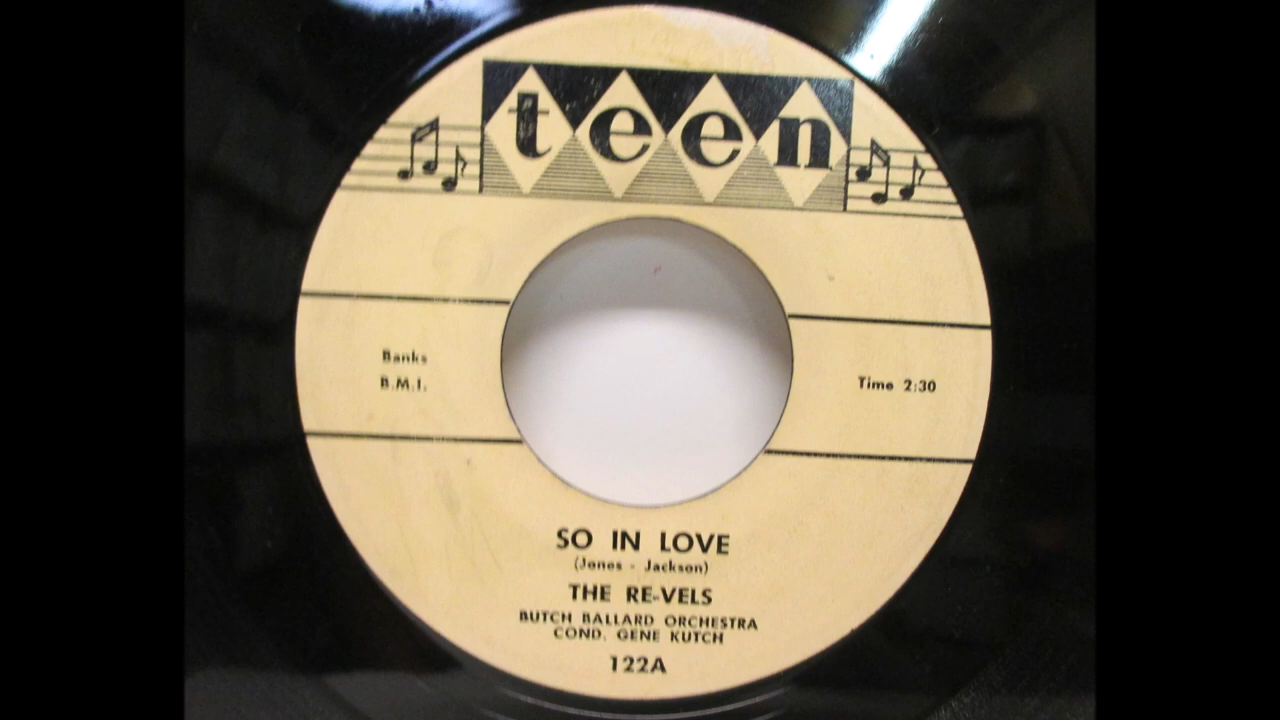 teen
Banks
B.M.I.
Time 2:30
SO IN LOVE
(Jones - Jackson)
THE RE-VELS
BUTCH BALLARD ORCHESTRA
COND. GENE KUTCH
122A